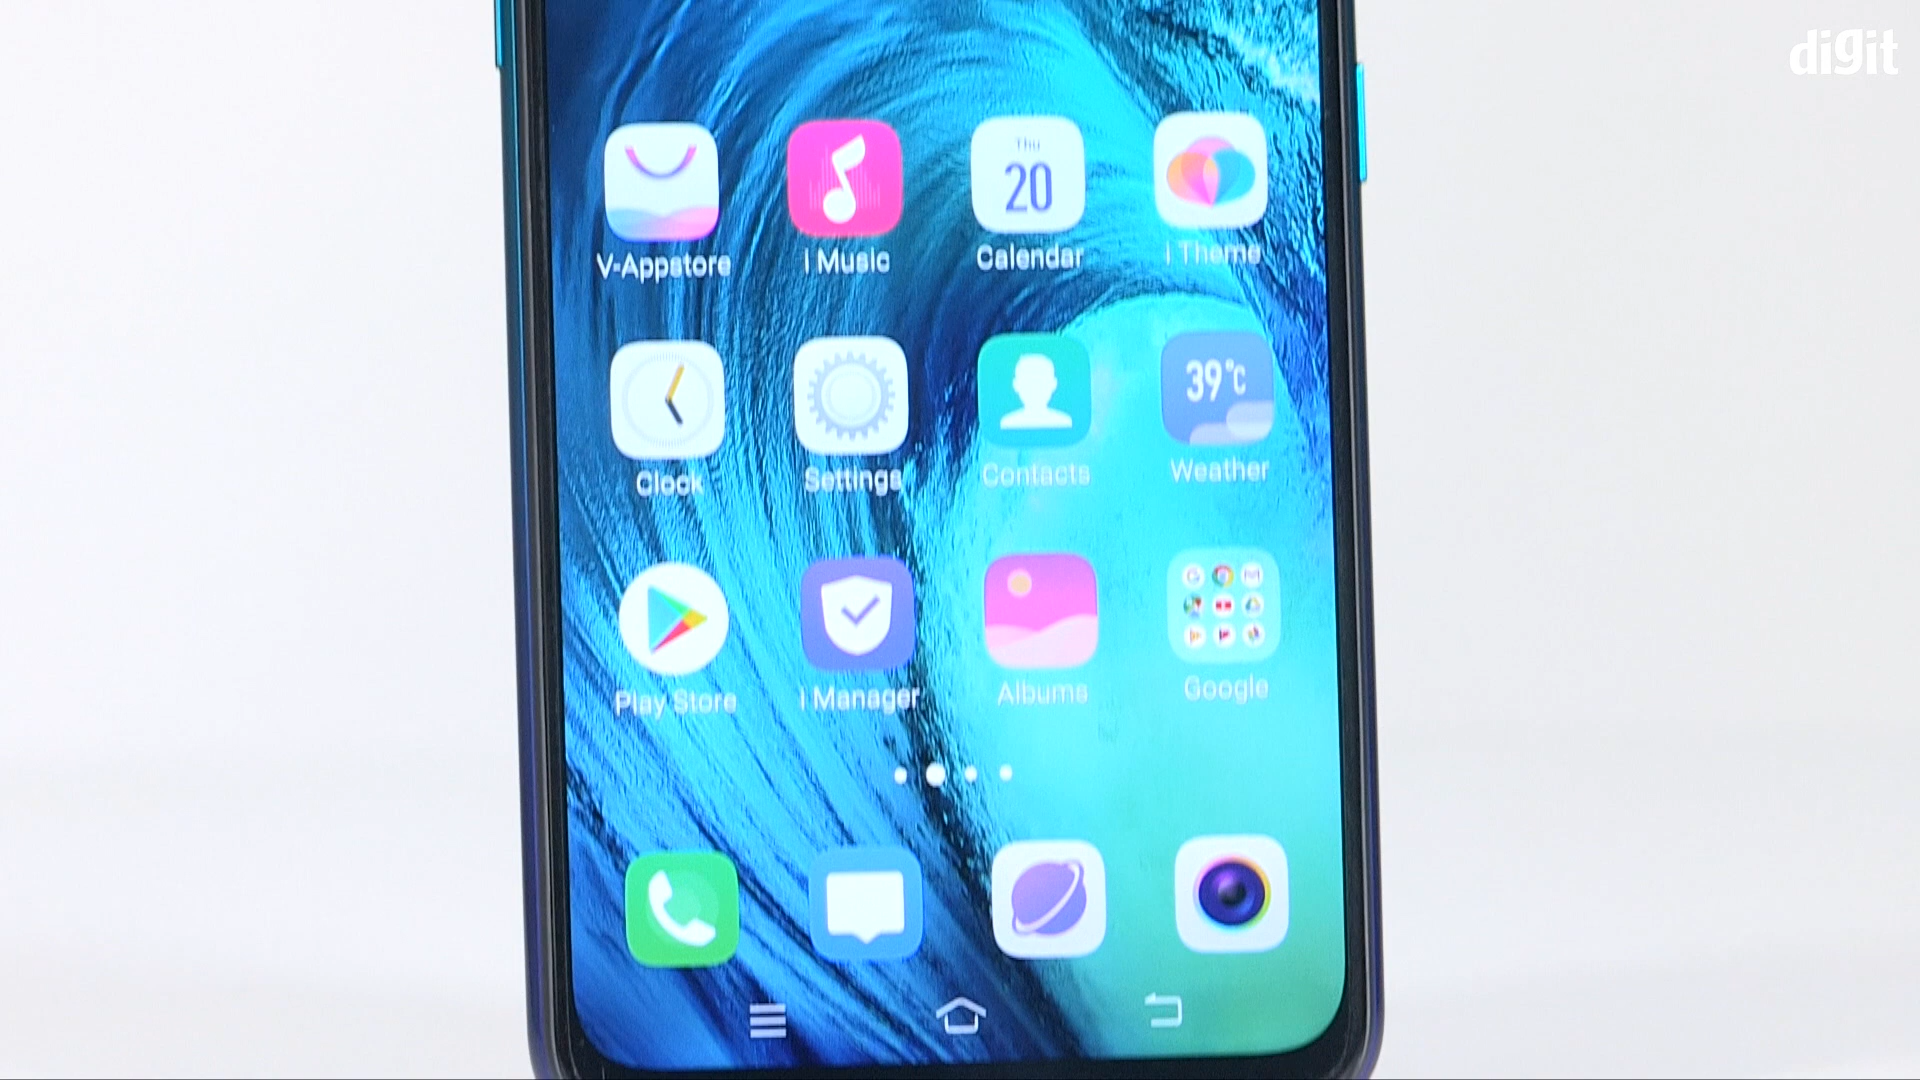 digit
Thu
20
V-Appstore
i Music
Calendar
i Theme
39°C
Clock
Settings
Contacts
Weather
Play Store
i Manager
Albums
Google